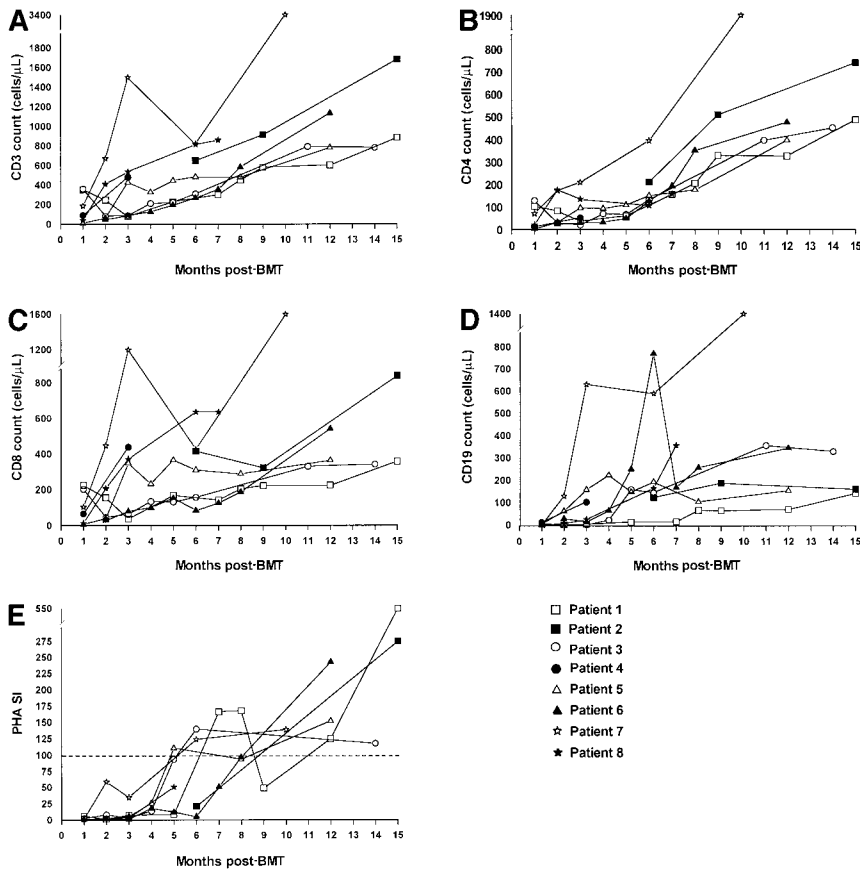 A
CD3 count (cells/µL)
3400
1800
1600
1400
1200
1000
800
600
400
200
0
0 1 2 3 4 5 6 7 8 9 10 11 12 13 14 15
Months post-BMT
B
CD4 count (cells/µL)
1900
900
800
700
600
500
400
300
200
100
0
0 1 2 3 4 5 6 7 8 9 10 11 12 13 14 15
Months post-BMT
C
CD8 count (cells/µL)
1600
1200
800
600
400
200
0
0 1 2 3 4 5 6 7 8 9 10 11 12 13 14 15
Months post-BMT
D
CD19 count (cells/µL)
1400
800
700
600
500
400
300
200
100
0
0 1 2 3 4 5 6 7 8 9 10 11 12 13 14 15
Months post-BMT
E
PHA SI
550
275
250
225
200
175
150
125
100
75
50
25
0
0 1 2 3 4 5 6 7 8 9 10 11 12 13 14 15
Months post-BMT
Patient 1
Patient 2
Patient 3
Patient 4
Patient 5
Patient 6
Patient 7
Patient 8